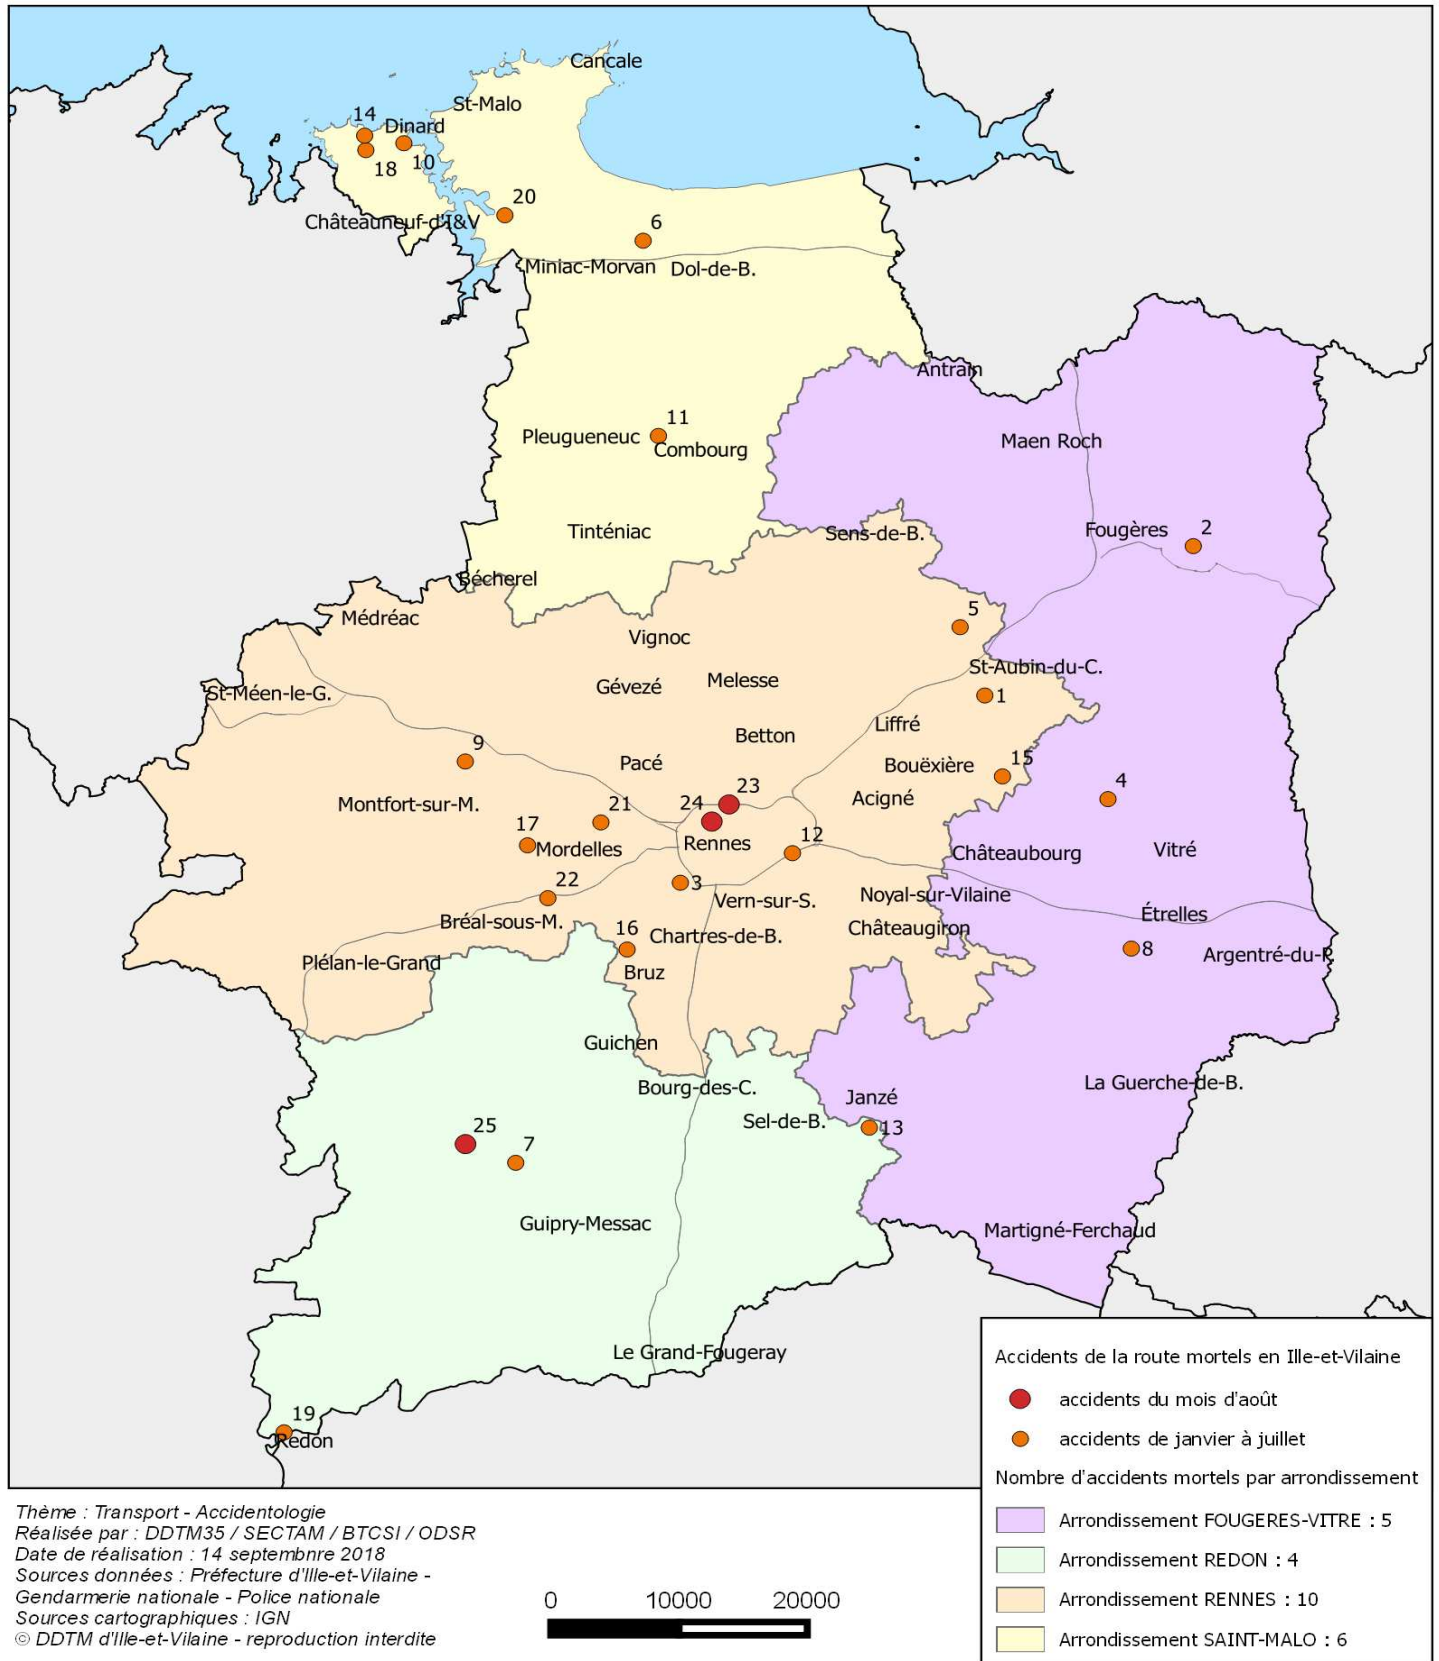 Cancale
St-Malo
14
Dinard
18
10
20
Châteauneuf-d'I&V
6
Miniac-Morvan
Dol-de-B.
Antrain
11
Pleugueneuc
Combourg
Maen Roch
Tinténiac
Sens-de-B.
Fougères
2
Bécherel
Médréac
5
Vignoc
St-Aubin-du-C.
Gévezé
Melesse
St-Méen-le-G.
1
Liffré
Betton
9
Pacé
Bouëxière
15
23
4
Montfort-sur-M.
21
24
Acigné
17
Mordelles
Rennes
12
Châteaubourg
Vitré
22
3
Vern-sur-S.
Noyal-sur-Vilaine
Étrelles
Bréal-sous-M.
16
Chartres-de-B.
Châteaugiron
8
Argentré-du-P.
Plélan-le-Grand
Bruz
Guichen
Bourg-des-C.
La Guerche-de-B.
Janzé
Sel-de-B.
13
25
7
Guipry-Messac
Martigné-Ferchaud
Le Grand-Fougeray
19
Redon
Accidents de la route mortels en Ille-et-Vilaine
accidents du mois d'août
accidents de janvier à juillet
Nombre d'accidents mortels par arrondissement
Arrondissement FOUGERES-VITRE : 5
Arrondissement REDON : 4
Arrondissement RENNES : 10
Arrondissement SAINT-MALO : 6
Thème : Transport - Accidentologie
Réalisée par : DDTM35 / SECTAM / BTCSI / ODSR
Date de réalisation : 14 septembnre 2018
Sources données : Préfecture d'Ille-et-Vilaine -
Gendarmerie nationale - Police nationale
Sources cartographiques : IGN
© DDTM d'Ille-et-Vilaine - reproduction interdite
0 10000 20000